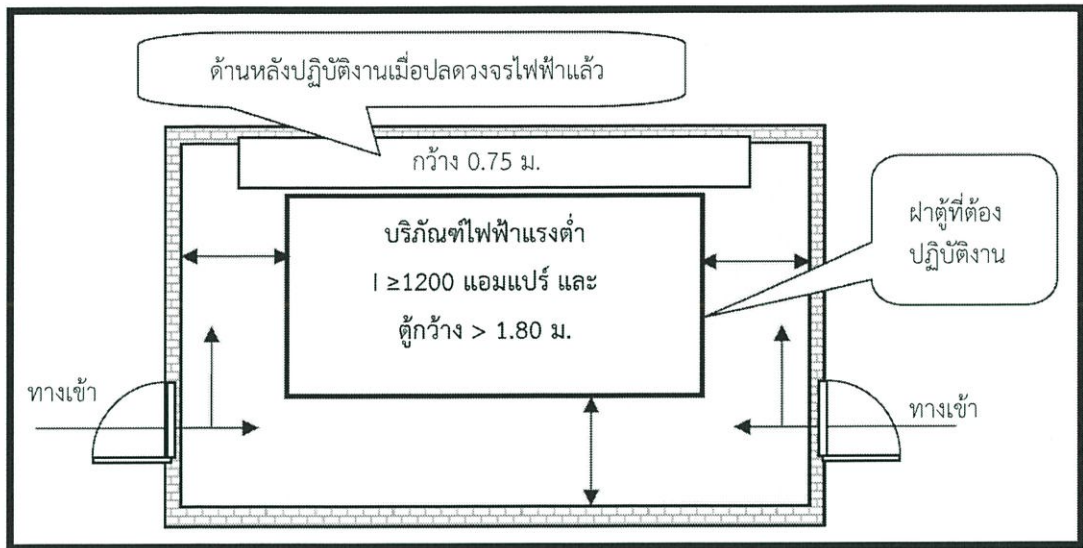 ด้านหลังปฏิบัติงานเมื่อปลดวงจรไฟฟ้าแล้ว
กว้าง 0.75 ม.
บริภัณฑ์ไฟฟ้าแรงต่ำ
I ≥1200 แอมแปร์ และ
ตู้กว้าง > 1.80 ม.
ฝาตู้ที่ต้อง
ปฏิบัติงาน
ทางเข้า
ทางเข้า